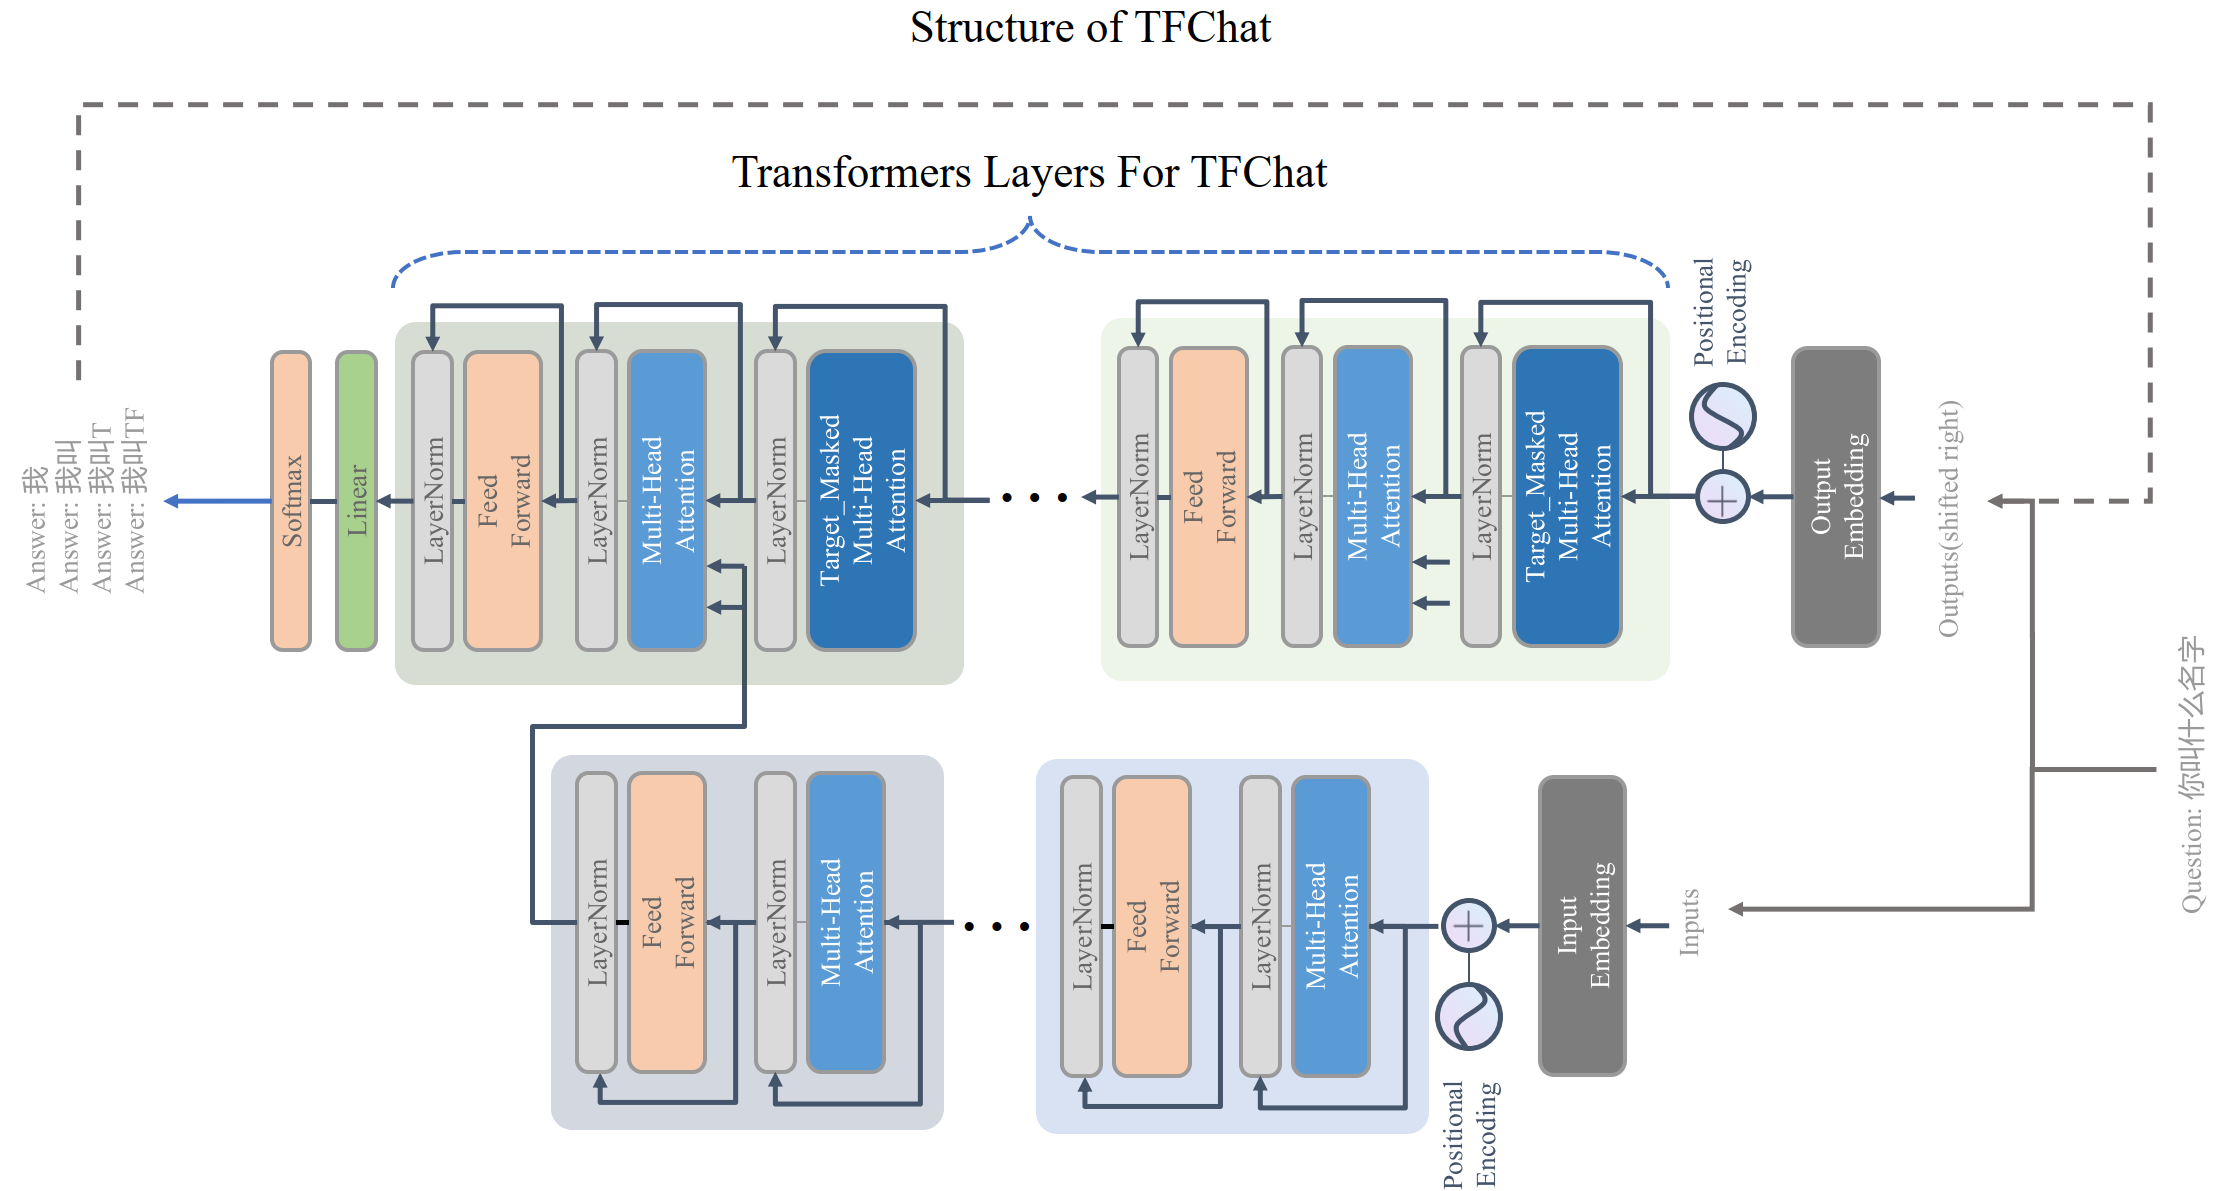 Structure of TFChat
Transformers Layers For TFChat
Answer: 我
Answer: 我叫
Answer: 我叫T
Answer: 我叫TF
Softmax
Linear
LayerNorm
Feed
Forward
LayerNorm
Multi-Head
Attention
LayerNorm
Target_Masked
Multi-Head
Attention
LayerNorm
Feed
Forward
LayerNorm
Multi-Head
Attention
LayerNorm
Target_Masked
Multi-Head
Attention
Positional
Encoding
Output
Embedding
Outputs(shifted right)
LayerNorm
Feed
Forward
LayerNorm
Multi-Head
Attention
LayerNorm
Feed
Forward
LayerNorm
Multi-Head
Attention
Positional
Encoding
Input
Embedding
Inputs
Question: 你叫什么名字